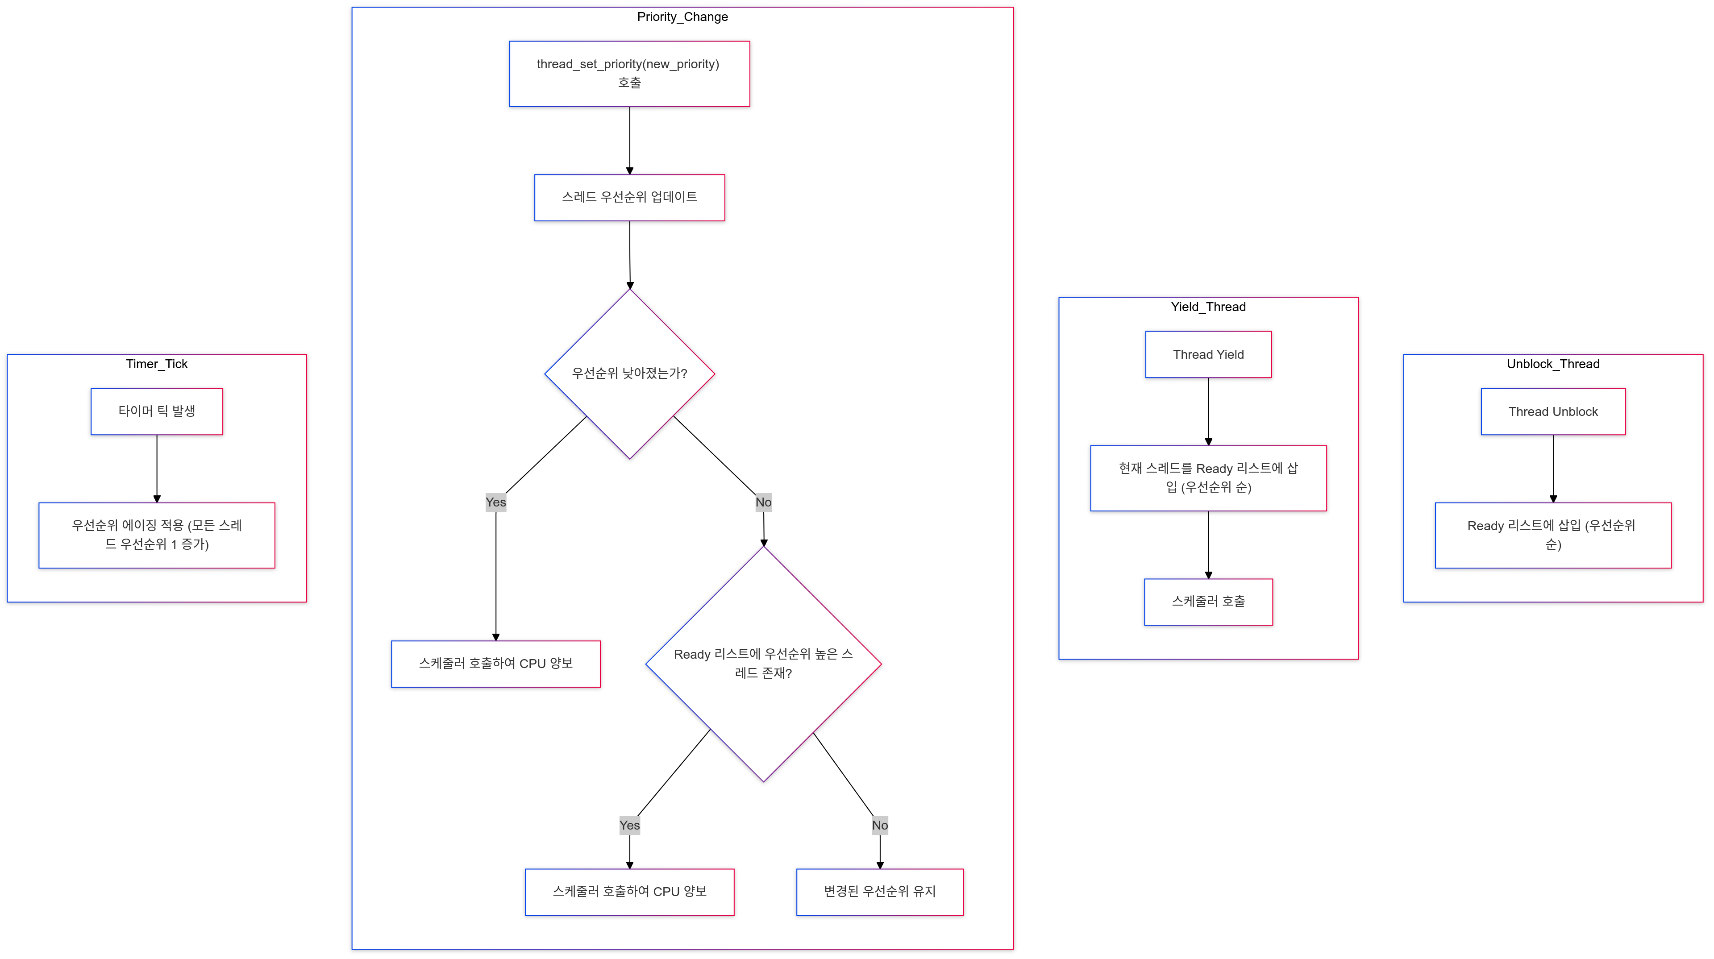 Timer_Tick
타이머 틱 발생
우선순위 에이징 적용 (모든 스레
드 우선순위 1 증가)
Priority_Change
thread_set_priority(new_priority)
호출
스레드 우선순위 업데이트
우선순위 낮아졌는가?
Yes
No
스케줄러 호출하여 CPU 양보
Ready 리스트에 우선순위 높은 스
레드 존재?
Yes
No
스케줄러 호출하여 CPU 양보
변경된 우선순위 유지
Yield_Thread
Thread Yield
현재 스레드를 Ready 리스트에 삽
입 (우선순위 순)
스케줄러 호출
Unblock_Thread
Thread Unblock
Ready 리스트에 삽입 (우선순위
순)